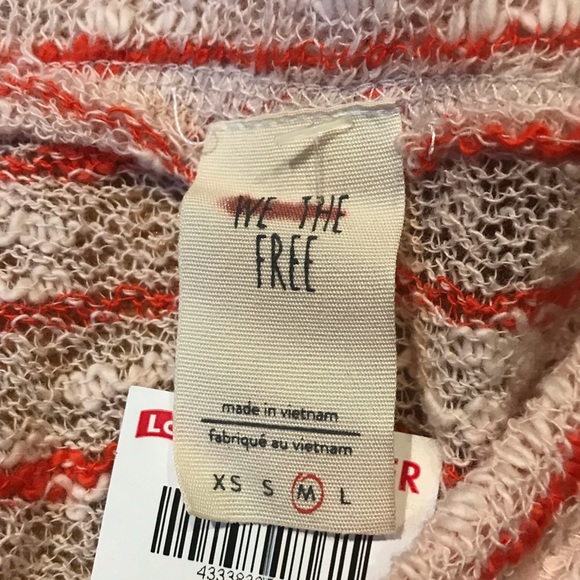 WE THE
FREE
made in vietnam
fabriqué au vietnam
XS S M L